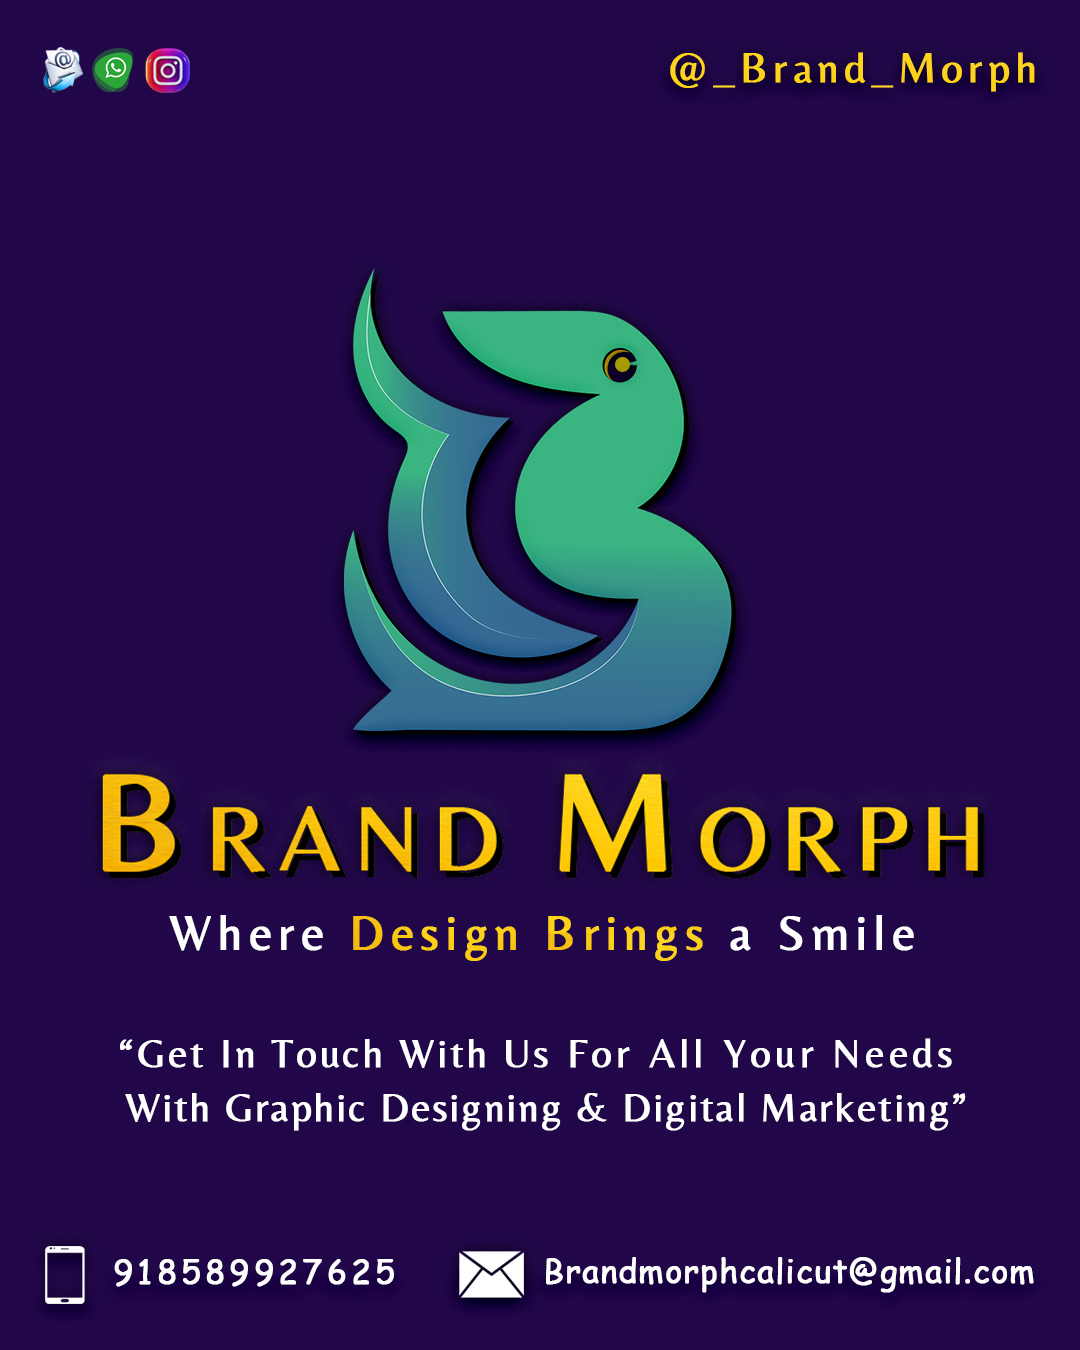 @_Brand_Morph
Brand Morph
Where Design Brings a Smile
“Get In Touch With Us For All Your Needs
With Graphic Designing & Digital Marketing”
918589927625
Brandmorphcalicut@gmail.com